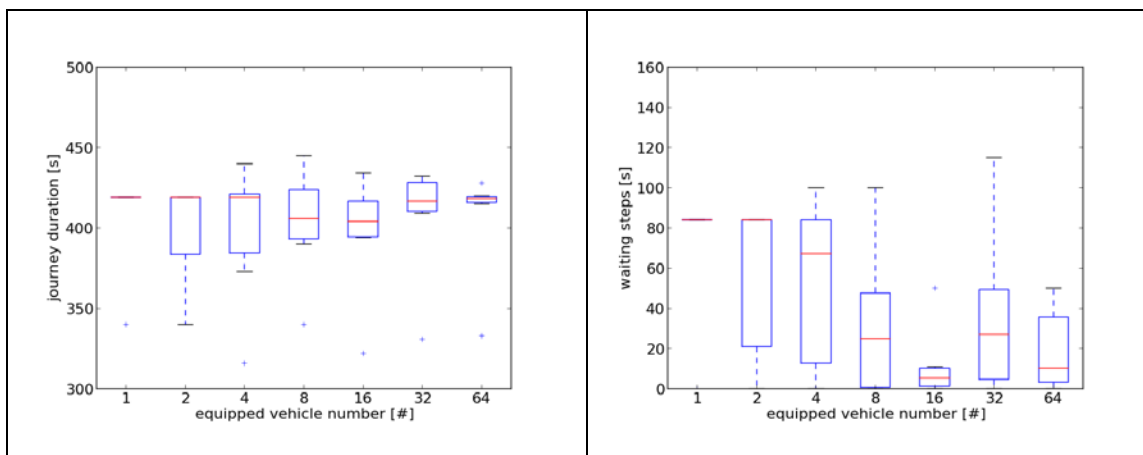 500
450
400
350
300
journey duration [s]
1 2 4 8 16 32 64
equipped vehicle number [#]
160
140
120
100
80
60
40
20
0
waiting steps [s]
1 2 4 8 16 32 64
equipped vehicle number [#]